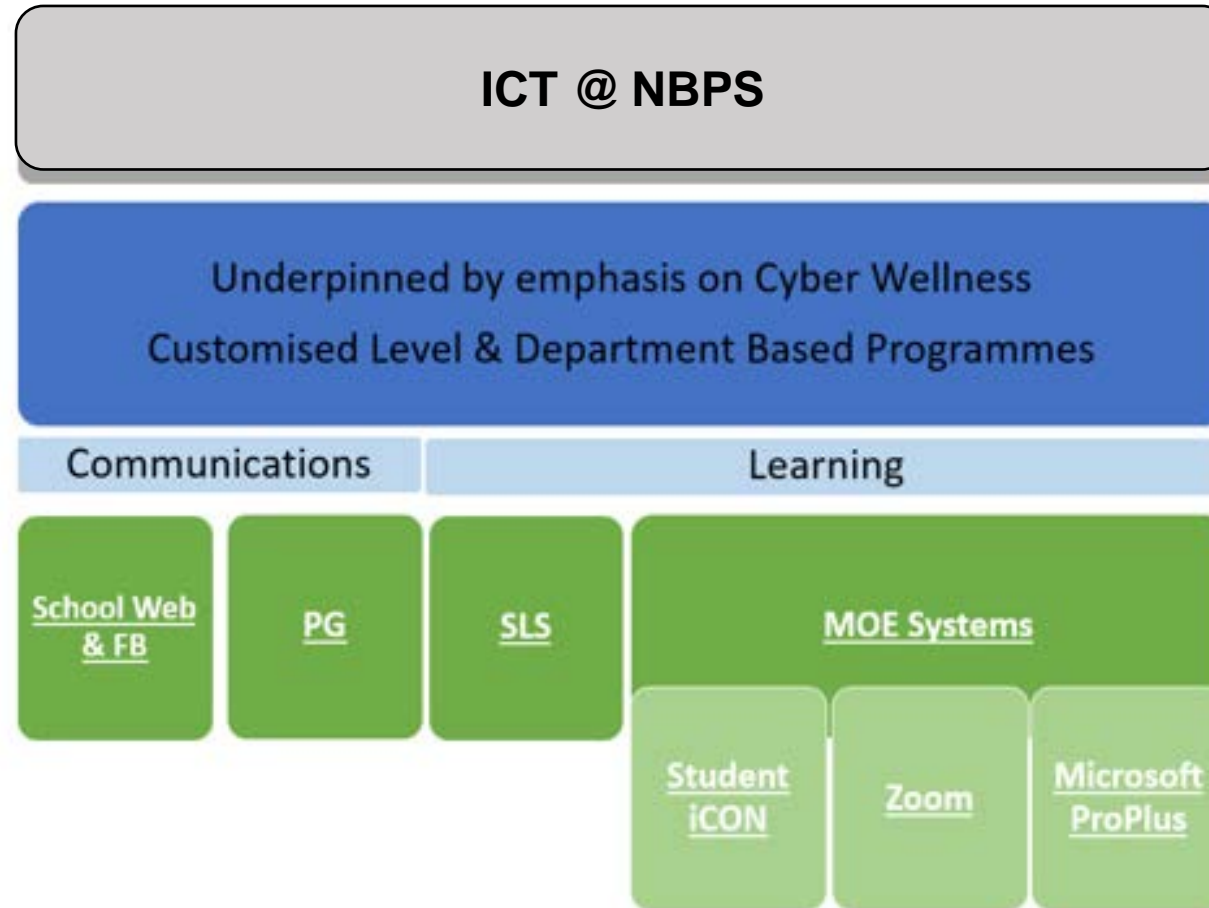 ICT @ NBPS
Underpinned by emphasis on Cyber Wellness
Customised Level & Department Based Programmes
Communications
Learning
School Web
& FB
PG
SLS
MOE Systems
Student
iCON
Zoom
Microsoft
ProPlus